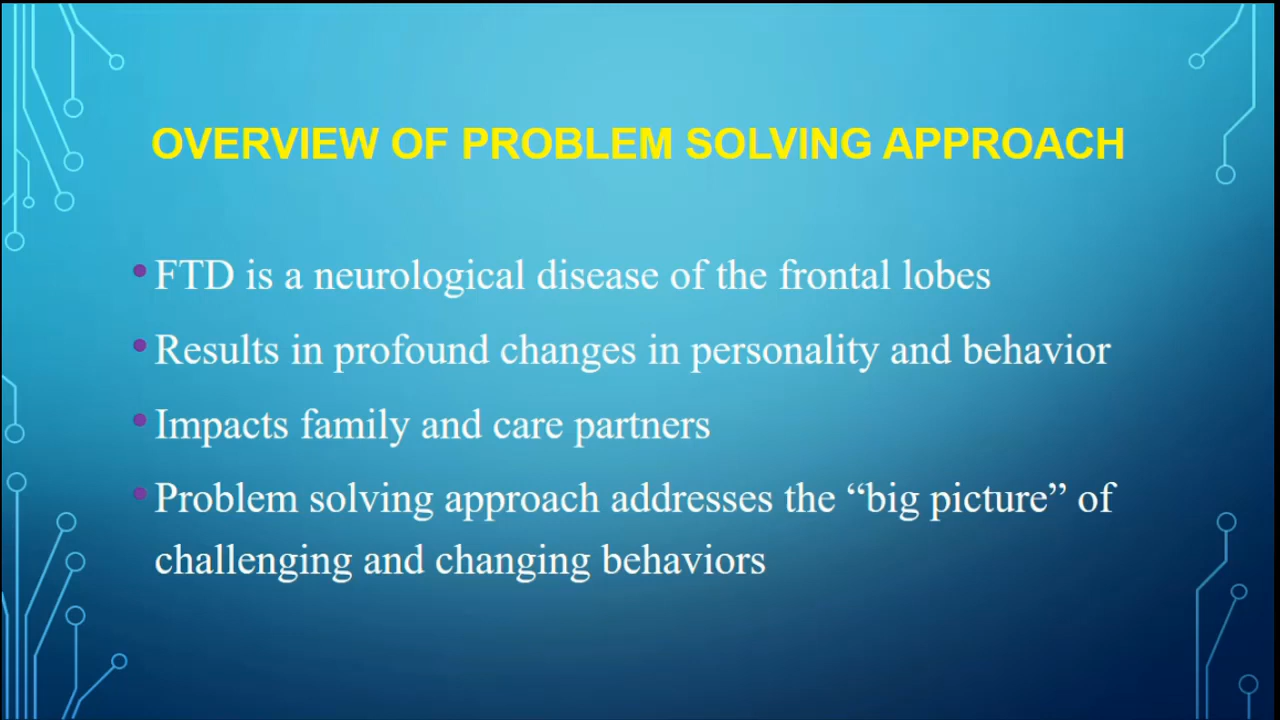 OVERVIEW OF PROBLEM SOLVING APPROACH
• FTD is a neurological disease of the frontal lobes
• Results in profound changes in personality and behavior
• Impacts family and care partners
• Problem solving approach addresses the “big picture” of
challenging and changing behaviors